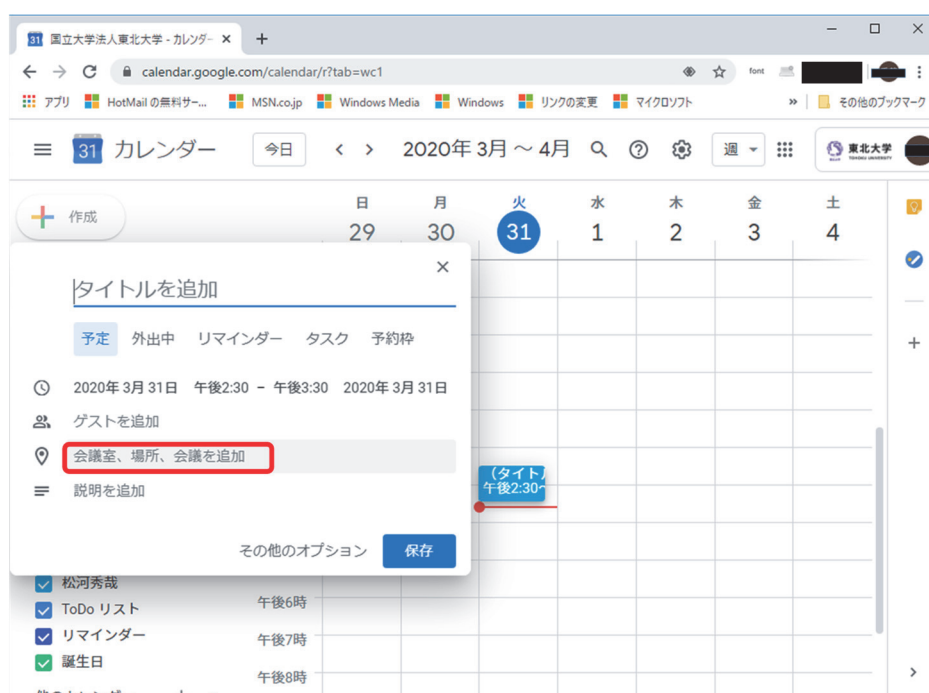 31 国立大学法人東北大学 - カレンダー × +
calendar.google.com/calendar/r?tab=wc1 font
アプリ HotMail の無料サー... MSN.co.jp Windows Media Windows リンクの変更 マイクロソフト » その他のブックマーク
31 カレンダー 今日 < > 2020年 3月 ～ 4月 週 東北大学
TOHOKU UNIVERSITY
作成
日 月 火 水 木 金 土
29 30 31 1 2 3 4
タイトルを追加
予定 外出中 リマインダー タスク 予約枠
2020年 3月 31日 午後2:30 – 午後3:30 2020年 3月 31日
ゲストを追加
会議室、場所、会議を追加
説明を追加
(タイトル
午後2:30~
その他のオプション 保存
松河秀哉
ToDo リスト
リマインダー
誕生日
午後6時
午後7時
午後8時